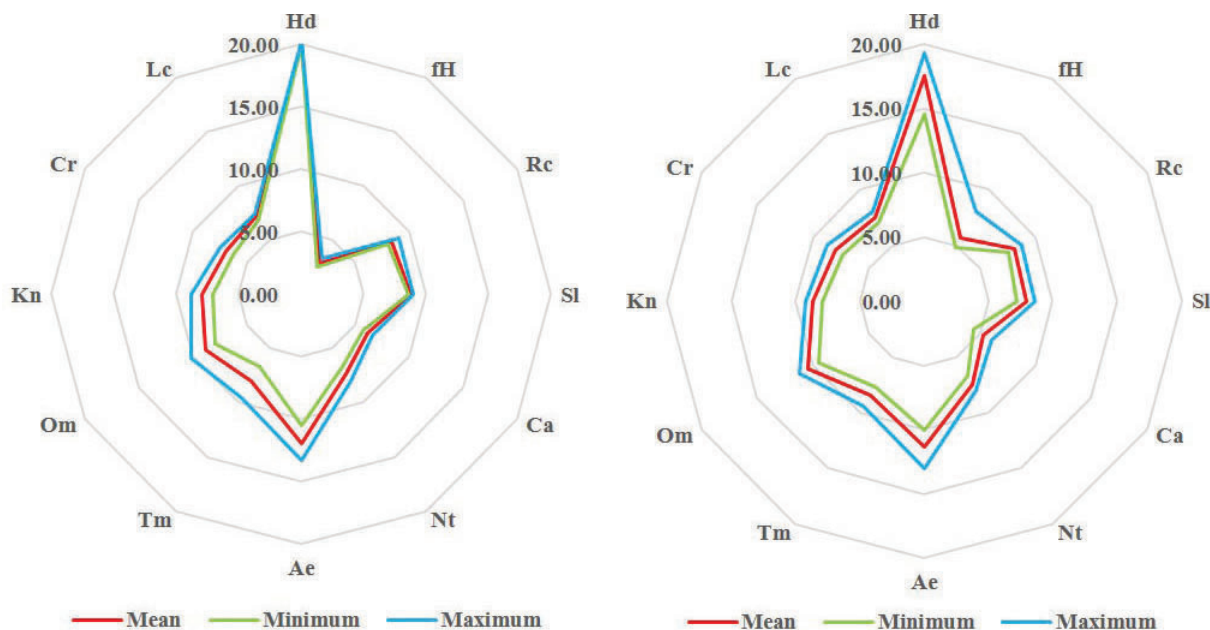 Hd
Lc
20.00
fH
15.00
Cr
10.00
Rc
5.00
Kn
0.00
Sl
Om
Ca
Tm
Nt
Ae
Mean
Minimum
Maximum
Hd
Lc
20.00
fH
15.00
Cr
10.00
Rc
5.00
Kn
0.00
Sl
Om
Ca
Tm
Nt
Ae
Mean
Minimum
Maximum